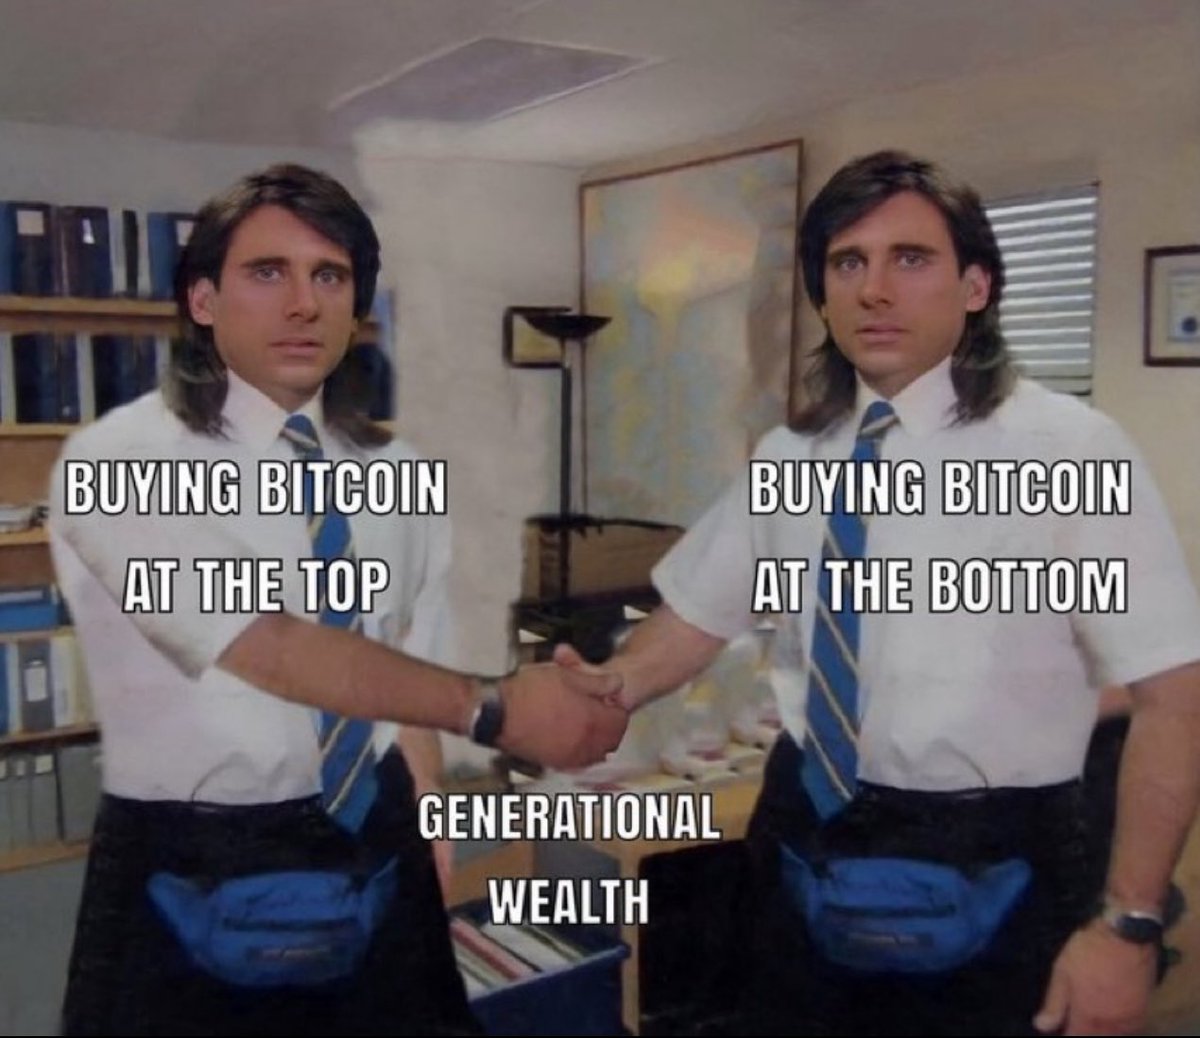 BUYING BITCOIN
AT THE TOP
BUYING BITCOIN
AT THE BOTTOM
GENERATIONAL
WEALTH